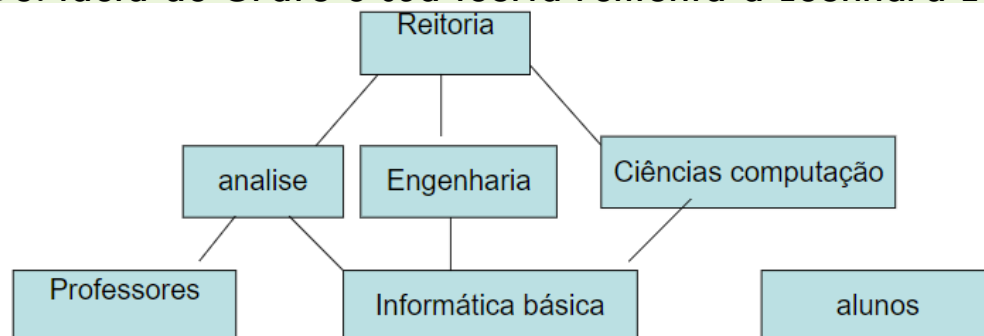 Reitoria
analise
Engenharia
Ciências computação
Professores
Informática básica
alunos